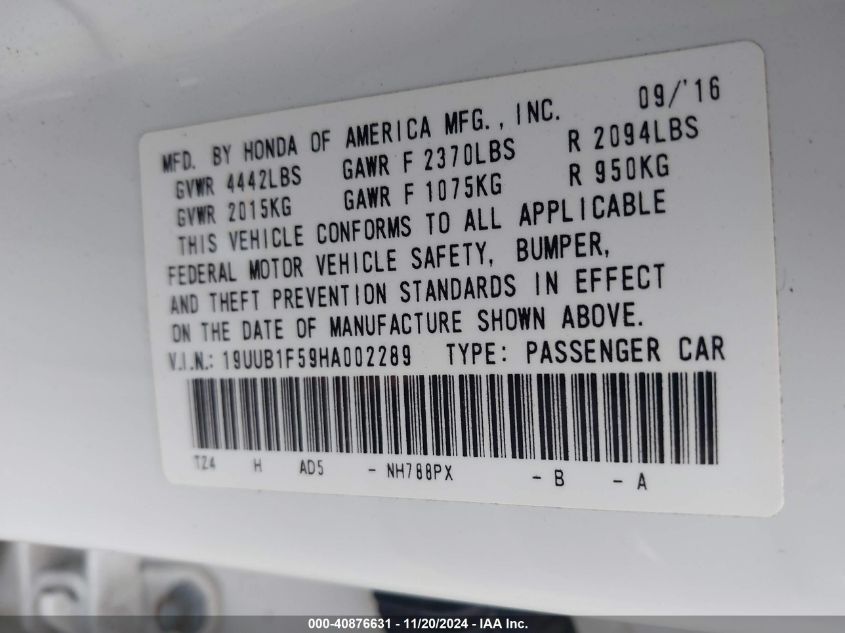 09/'16
MFD. BY HONDA OF AMERICA MFG., INC.
GVWR 4442LBS GAWR F 2370LBS R 2094LBS
GVWR 2015KG GAWR F 1075KG R 950KG
THIS VEHICLE CONFORMS TO ALL APPLICABLE
FEDERAL MOTOR VEHICLE SAFETY, BUMPER,
AND THEFT PREVENTION STANDARDS IN EFFECT
ON THE DATE OF MANUFACTURE SHOWN ABOVE.
V.I.N.: 19UUB1F59HA002289 TYPE: PASSENGER CAR
TZ4 H AD5 - NH788PX - B - A
000-40876631 - 11/20/2024 - IAA Inc.